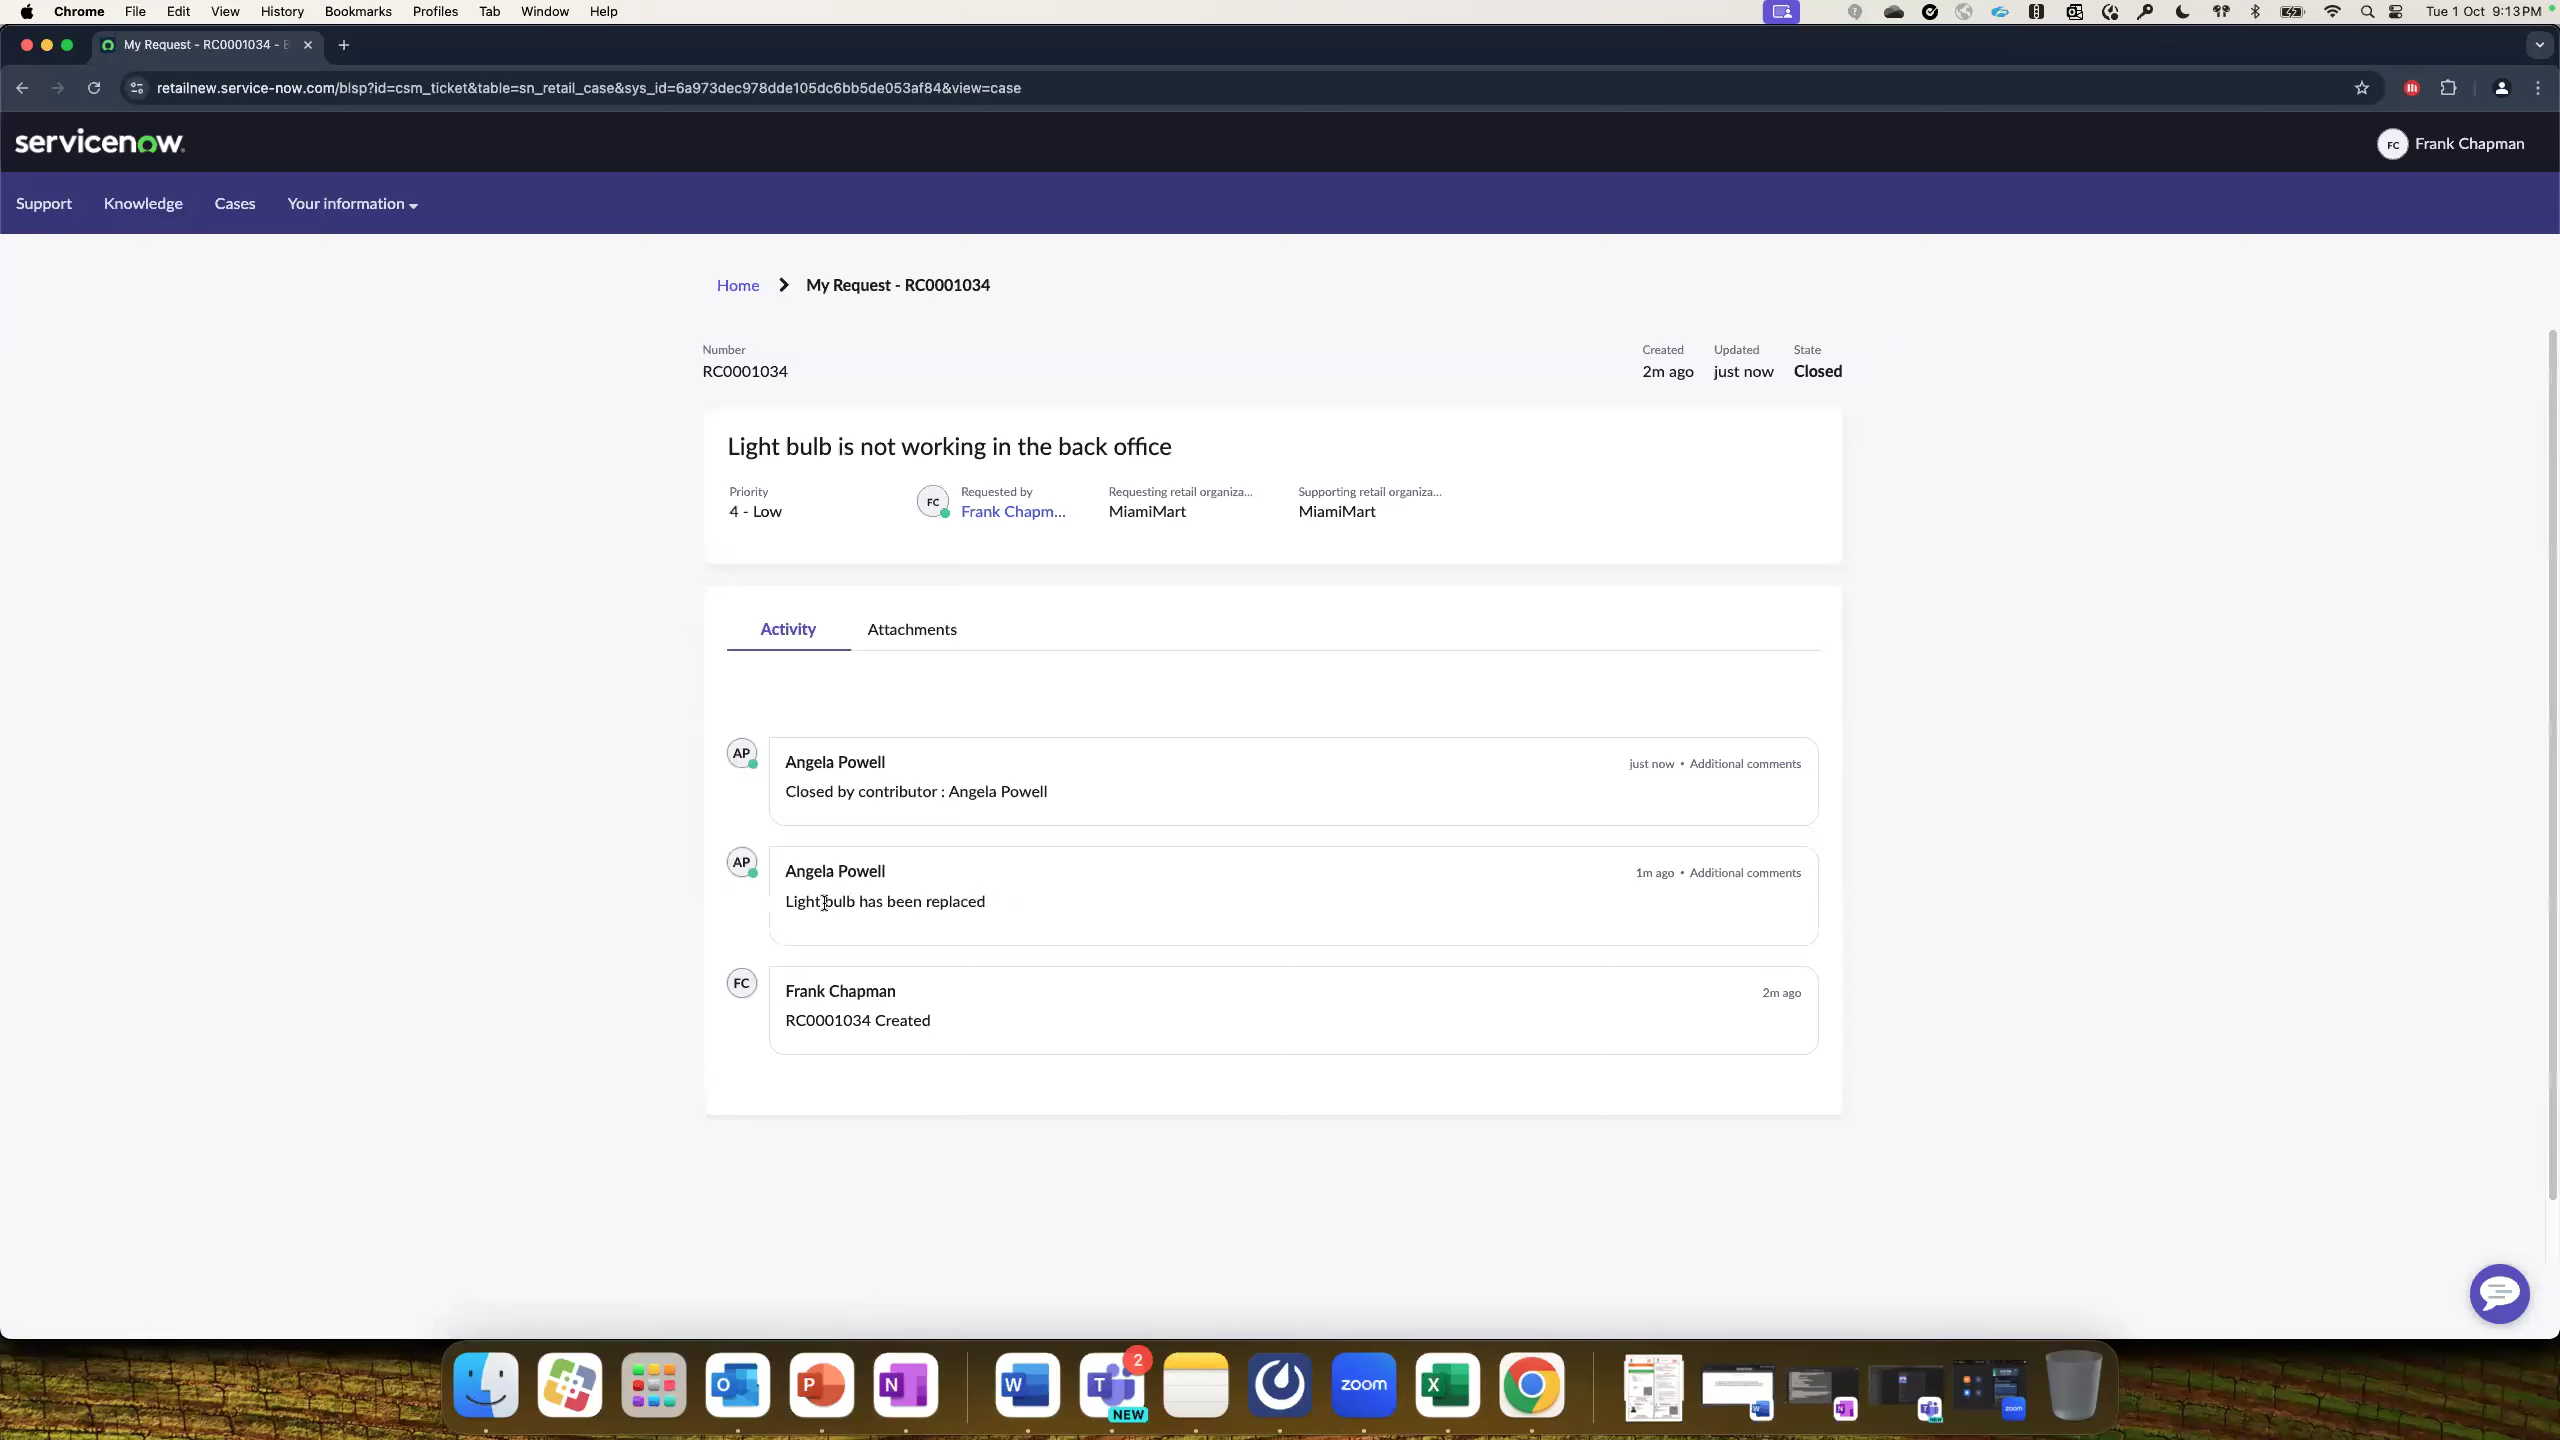 Chrome File Edit View History Bookmarks Profiles Tab Window Help Tue 1 Oct 9:13 PM
My Request - RC0001034 -
retailnew.service-now.com/blsp?id=csm_ticket&table=sn_retail_case&sys_id=6a973dec978dde105dc6bb5de053af84&view=case
servicenow FC Frank Chapman
Support Knowledge Cases Your information
Home My Request - RC0001034
Number Created Updated State
RC0001034 2m ago just now Closed
Light bulb is not working in the back office
Priority Requested by Requesting retail organiza... Supporting retail organiza...
4 - Low FC Frank Chapm... MiamiMart MiamiMart
Activity Attachments
AP Angela Powell just now • Additional comments
Closed by contributor : Angela Powell
AP Angela Powell 1m ago • Additional comments
Light bulb has been replaced
FC Frank Chapman 2m ago
RC0001034 Created
2
O P N W T zoom X zoom
NEW